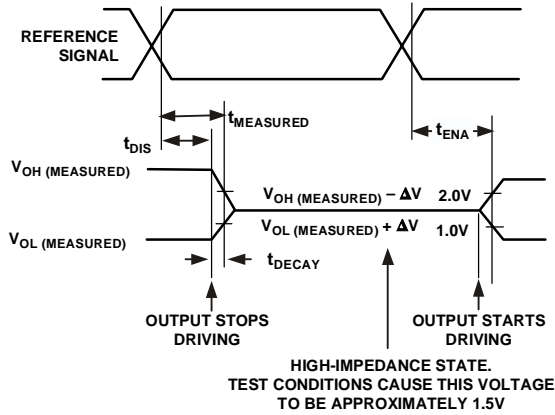 REFERENCE
SIGNAL
tMEASURED
tENA
tDIS
VOH (MEASURED)
VOH (MEASURED) – ΔV
2.0V
VOL (MEASURED) + ΔV
1.0V
VOL (MEASURED)
tDECAY
OUTPUT STOPS
DRIVING
OUTPUT STARTS
DRIVING
HIGH-IMPEDANCE STATE.
TEST CONDITIONS CAUSE THIS VOLTAGE
TO BE APPROXIMATELY 1.5V